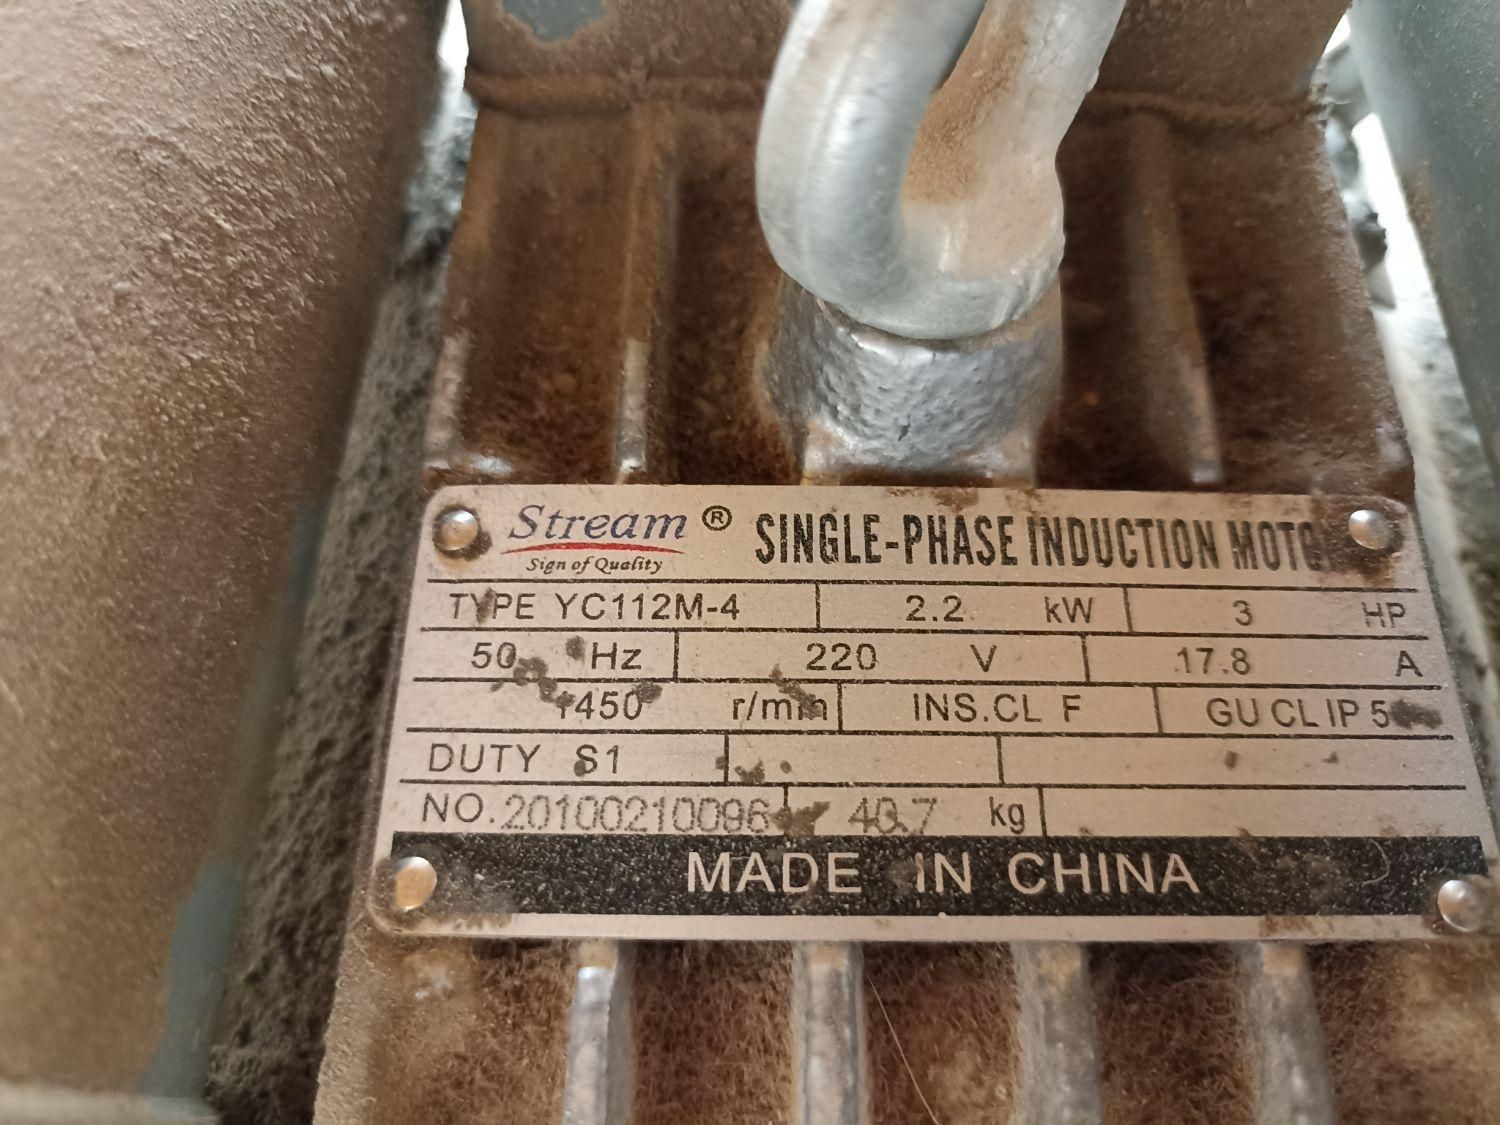 Stream ® SINGLE-PHASE INDUCTION MOTO
Sign of Quality
TYPE YC112M-4 2.2 kW 3 HP
50 Hz 220 V 17.8 A
1450 r/min INS.CL F GU CL IP 5
DUTY S1
NO.20100210096 40.7 kg
MADE IN CHINA